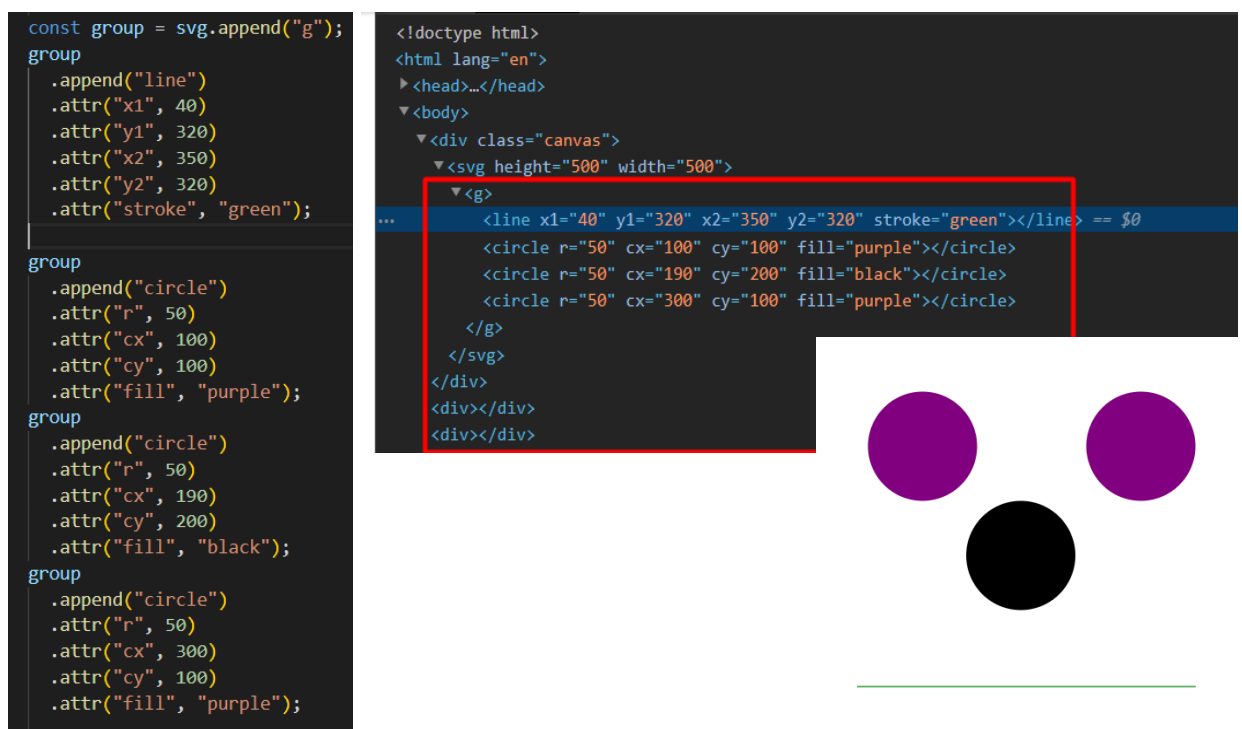 const group = svg.append("g");
group
.append("line")
.attr("x1", 40)
.attr("y1", 320)
.attr("x2", 350)
.attr("y2", 320)
.attr("stroke", "green");
group
.append("circle")
.attr("r", 50)
.attr("cx", 100)
.attr("cy", 100)
.attr("fill", "purple");
group
.append("circle")
.attr("r", 50)
.attr("cx", 190)
.attr("cy", 200)
.attr("fill", "black");
group
.append("circle")
.attr("r", 50)
.attr("cx", 300)
.attr("cy", 100)
.attr("fill", "purple");
<!doctype html>
<html lang="en">
<head>…</head>
<body>
<div class="canvas">
<svg height="500" width="500">
<g>
... <line x1="40" y1="320" x2="350" y2="320" stroke="green"></line> == $0
<circle r="50" cx="100" cy="100" fill="purple"></circle>
<circle r="50" cx="190" cy="200" fill="black"></circle>
<circle r="50" cx="300" cy="100" fill="purple"></circle>
</g>
</svg>
</div>
<div></div>
<div></div>